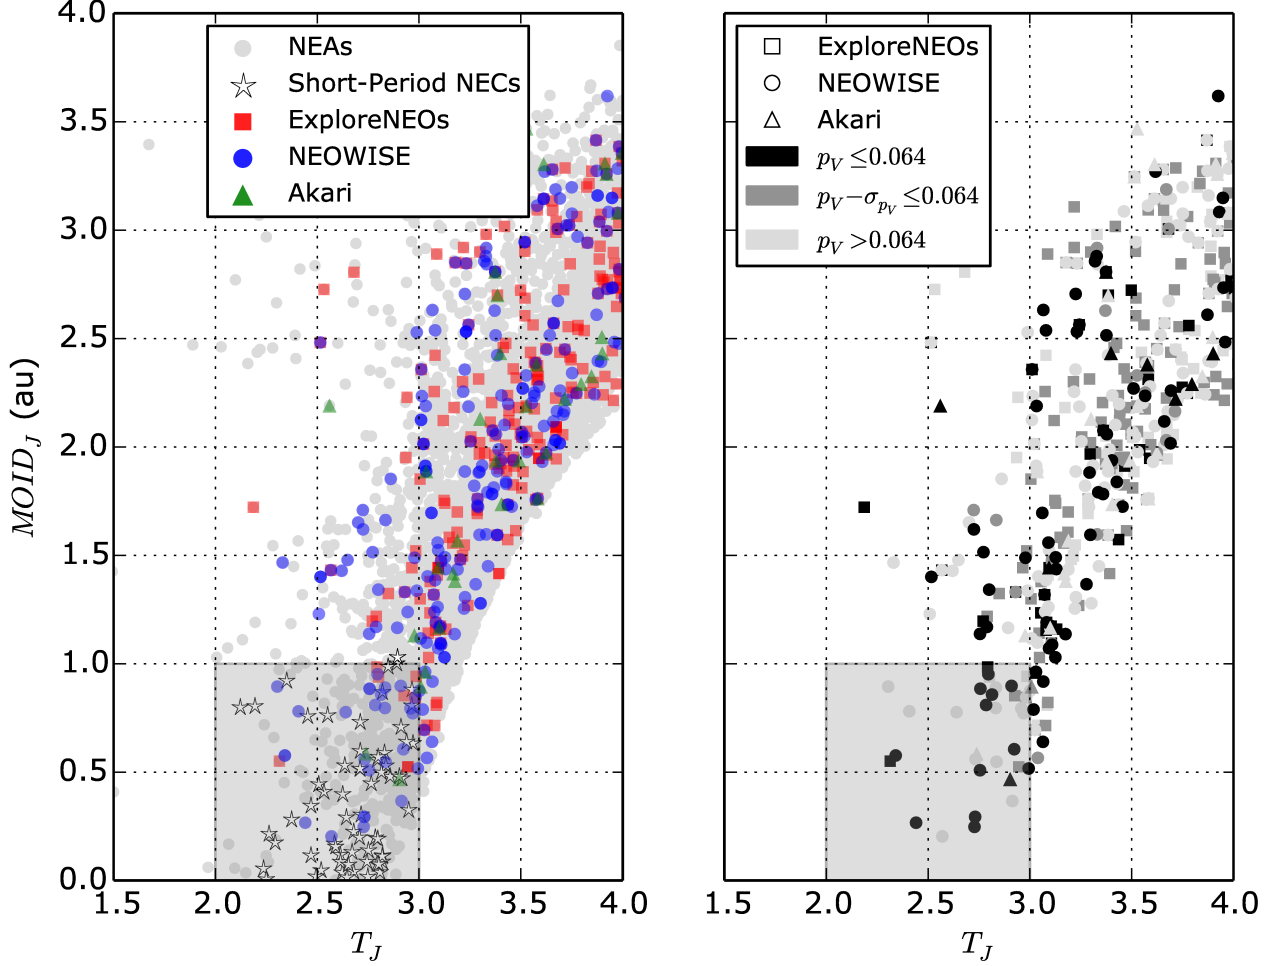 4.0
3.5
3.0
2.5
2.0
1.5
1.0
0.5
0.0
MOID_J (au)
NEAs
Short-Period NECs
ExploreNEOs
NEOWISE
Akari
1.5 2.0 2.5 3.0 3.5 4.0
T_J
ExploreNEOs
NEOWISE
Akari
p_V ≤0.064
p_V−σ_{p_V} ≤0.064
p_V >0.064
1.5 2.0 2.5 3.0 3.5 4.0
T_J